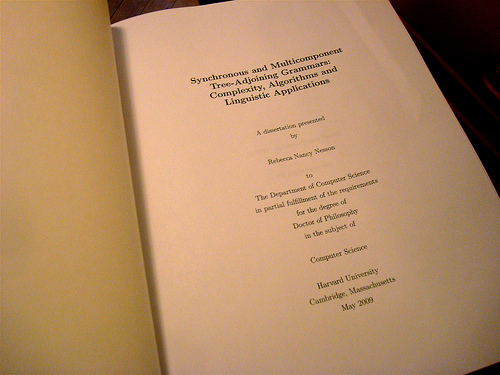 Synchronous and Multicomponent
Tree-Adjoining Grammars:
Complexity, Algorithms and
Linguistic Applications
A dissertation presented
by
Rebecca Nancy Nesson
to
The Department of Computer Science
in partial fulfillment of the requirements
for the degree of
Doctor of Philosophy
in the subject of
Computer Science
Harvard University
Cambridge, Massachusetts
May 2009